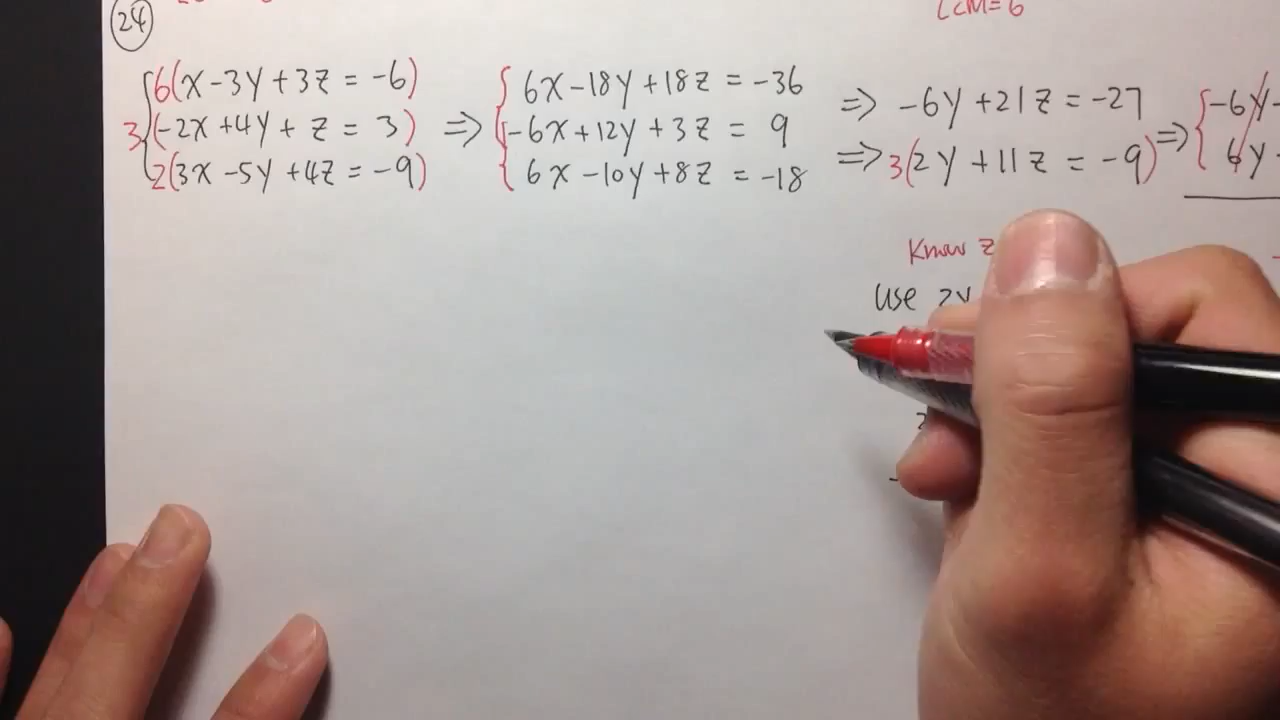 LCM=6
24
6(x-3y+3z = -6) 6x-18y+18z = -36 => -6y+21z = -27 -6y
3(-2x+4y+z = 3) => -6x+12y+3z = 9
2(3x-5y+4z = -9) 6x-10y+8z = -18 => 3(2y+11z = -9) => 6y
Know z
Use 2y